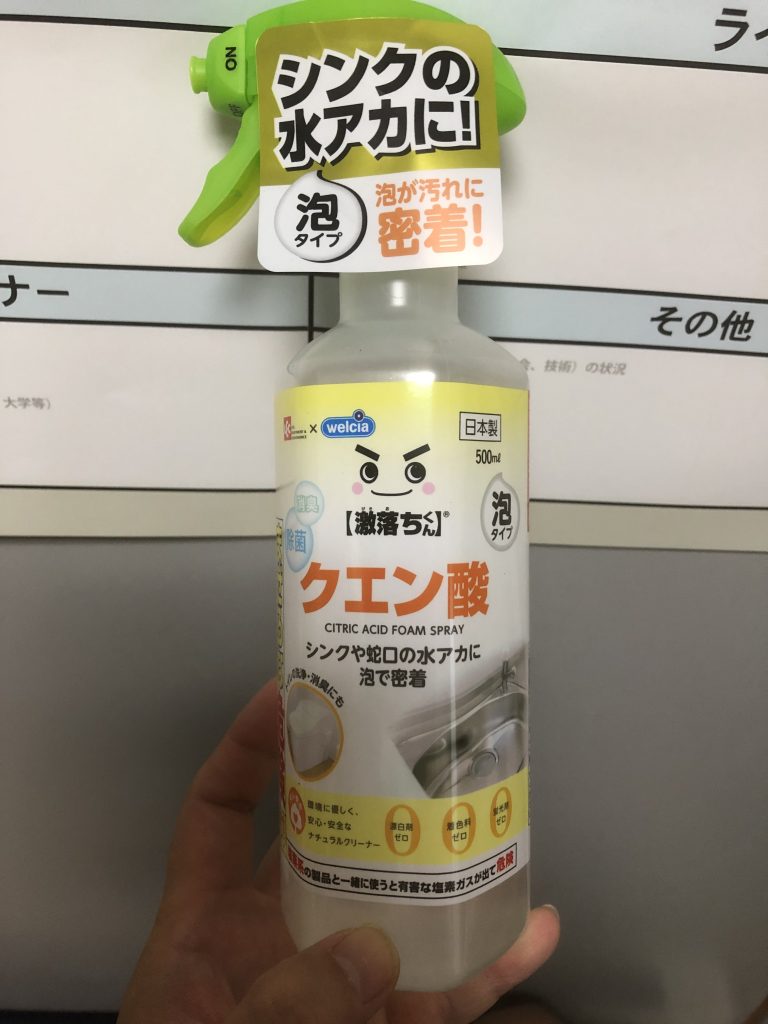 ライ
NO
シンクの
水アカに!
泡
タイプ
泡が汚れに
密着!
ナー
その他
技術）の状況
大学等）
× welcia
日本製
500ml
消臭
除菌
【激落ちくん】®
泡
タイプ
クエン酸
CITRIC ACID FOAM SPRAY
シンクや蛇口の水アカに
泡で密着
の洗浄・消臭にも
環境に優しく、
安心・安全な
ナチュラルクリーナー
漂白剤
ゼロ
着色料
ゼロ
蛍光剤
ゼロ
の製品と一緒に使うと有害な塩素ガスが出て危険